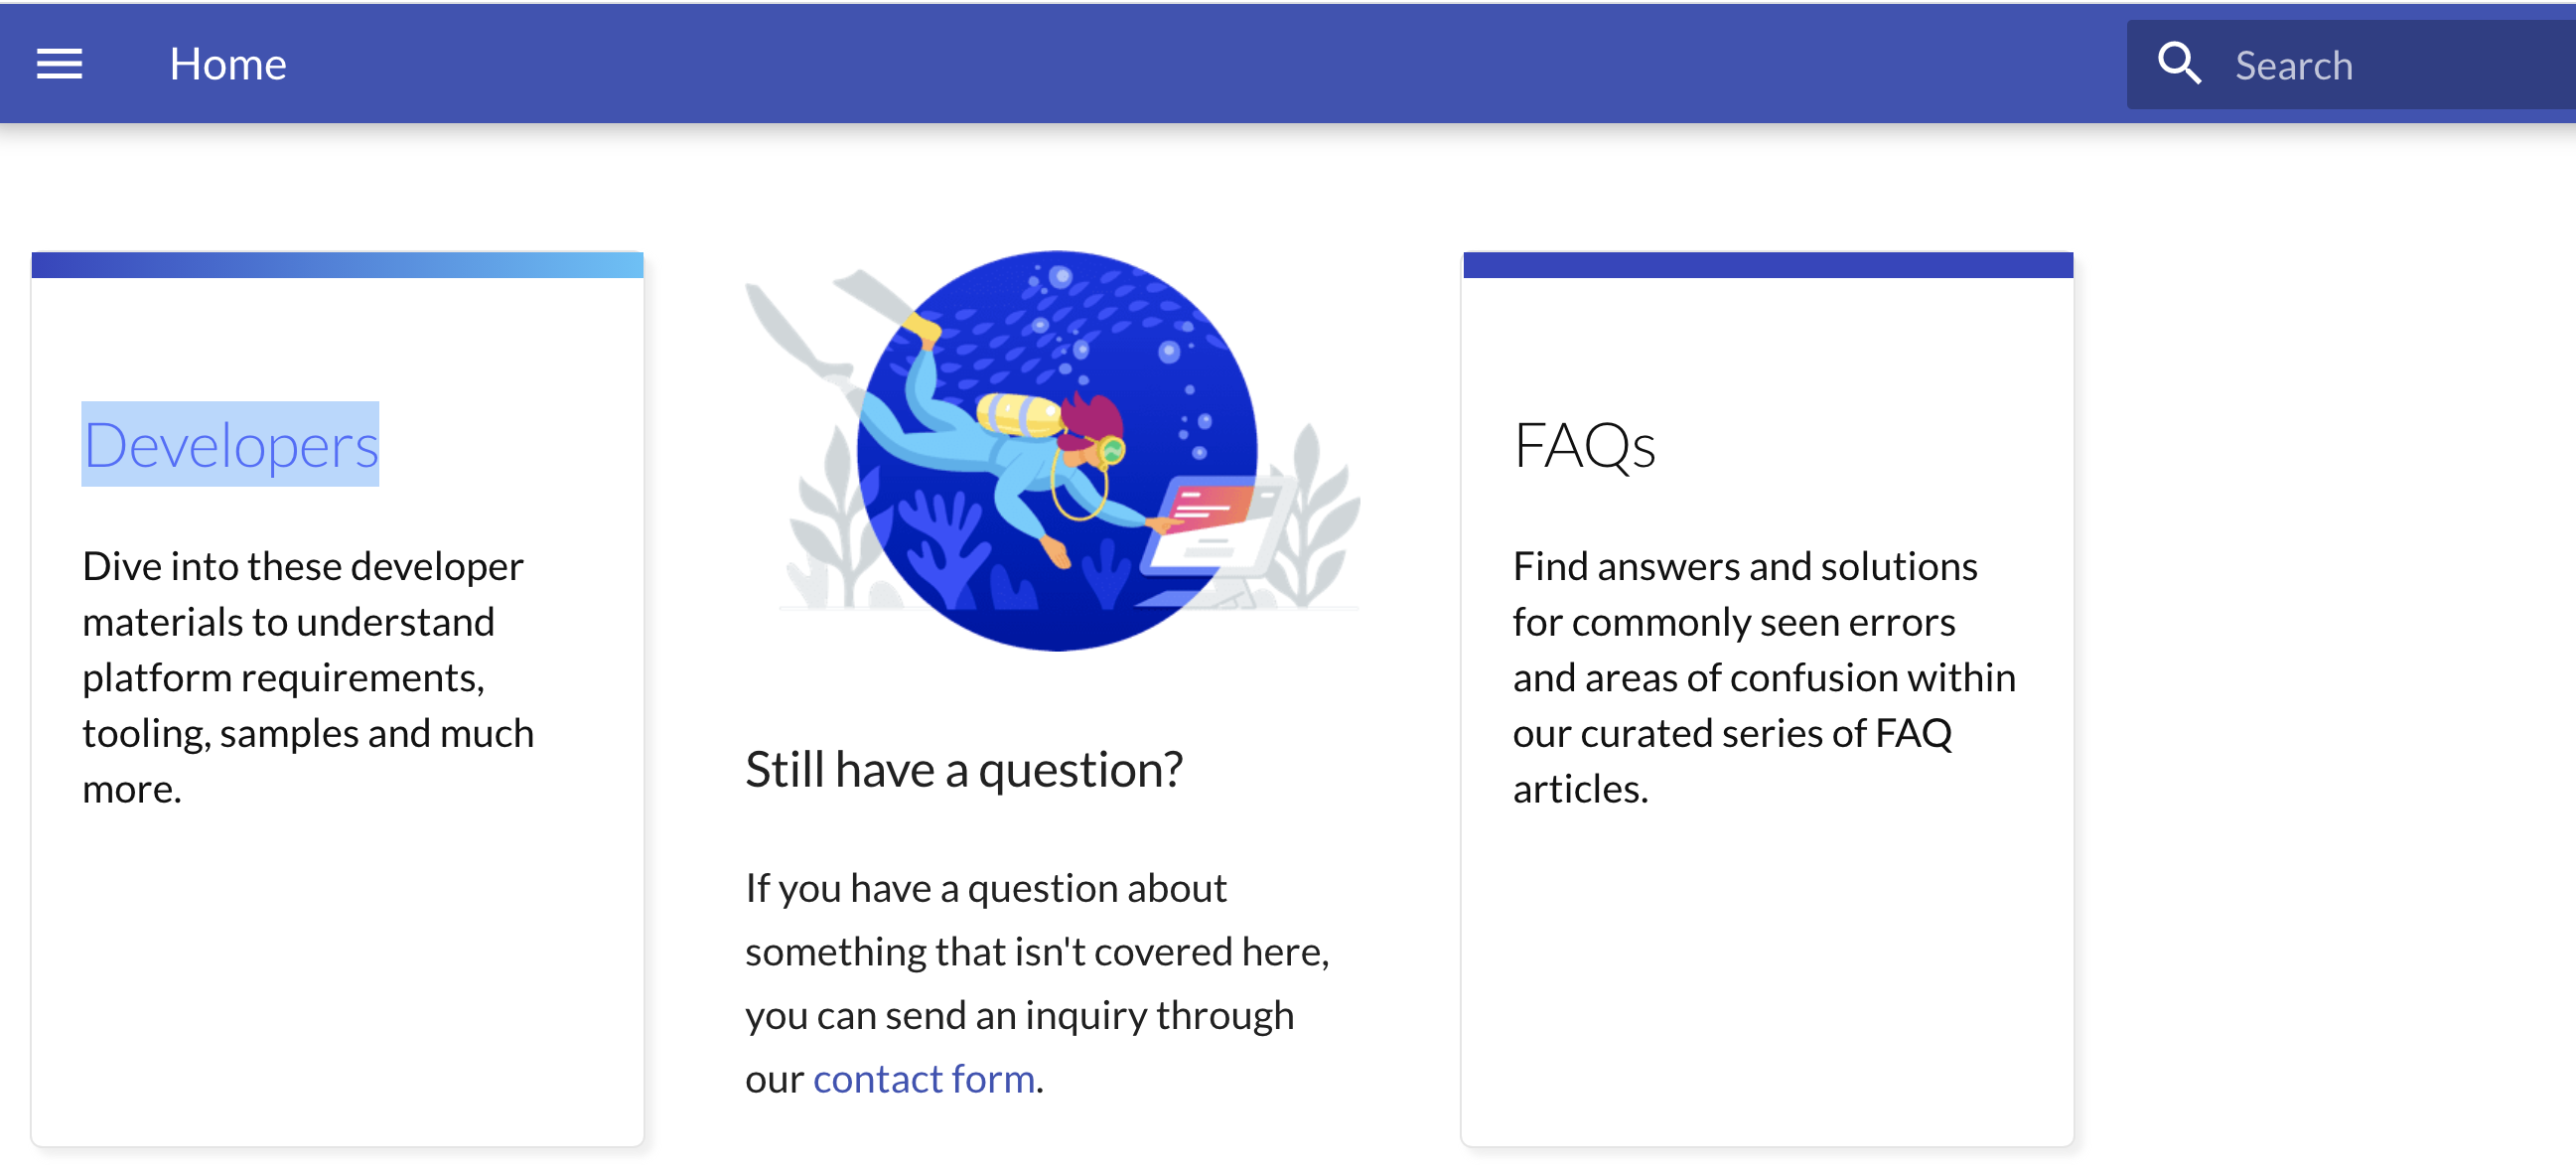 Home
Search
Developers
Dive into these developer
materials to understand
platform requirements,
tooling, samples and much
more.
Still have a question?
If you have a question about
something that isn't covered here,
you can send an inquiry through
our contact form.
FAQs
Find answers and solutions
for commonly seen errors
and areas of confusion within
our curated series of FAQ
articles.